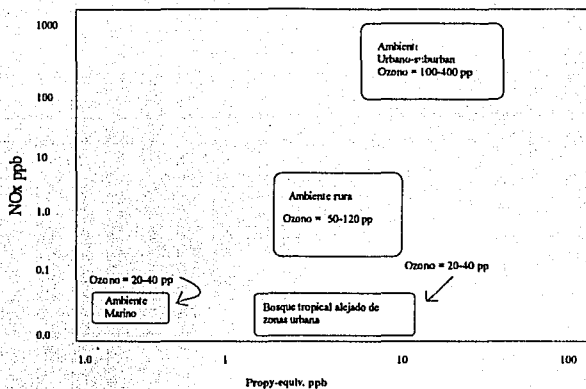 1000
100
10
1.0
0.1
0.0
NOx ppb
Ambiente
Urbano-suburban
Ozono = 100-400 pp
Ambiente rura
Ozono = 50-120 pp
Ozono = 20-40 pp
Ambiente
Marino
Ozono = 20-40 pp
Bosque tropical alejado de
zonas urbana
1.0
1
10
100
Propy-equiv. ppb